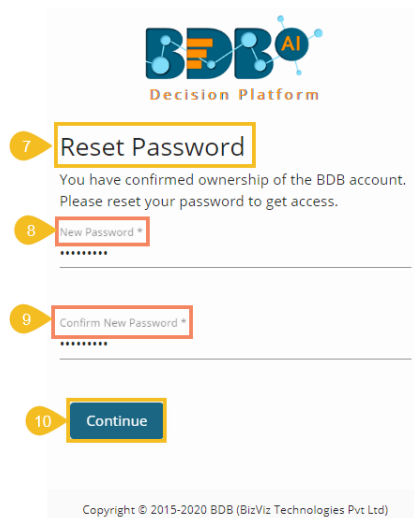 BDB AI
Decision Platform
7 Reset Password
You have confirmed ownership of the BDB account.
Please reset your password to get access.
8 New Password *
•••••••••
9 Confirm New Password *
•••••••••
10 Continue
Copyright © 2015-2020 BDB (BizViz Technologies Pvt Ltd)